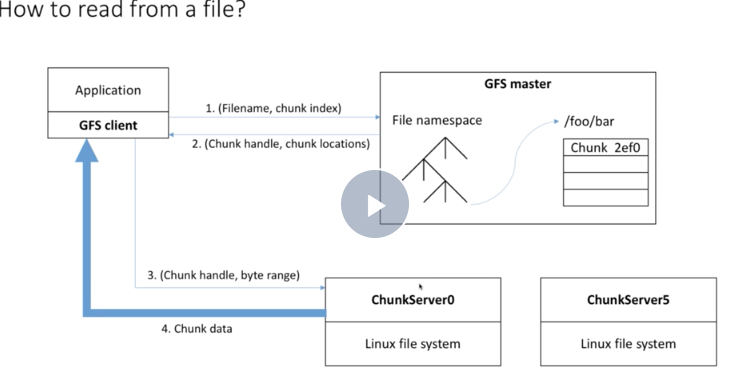 How to read from a file?
Application
GFS client
1. (Filename, chunk index)
2. (Chunk handle, chunk locations)
GFS master
File namespace
/foo/bar
Chunk 2ef0
3. (Chunk handle, byte range)
4. Chunk data
ChunkServer0
Linux file system
ChunkServer5
Linux file system